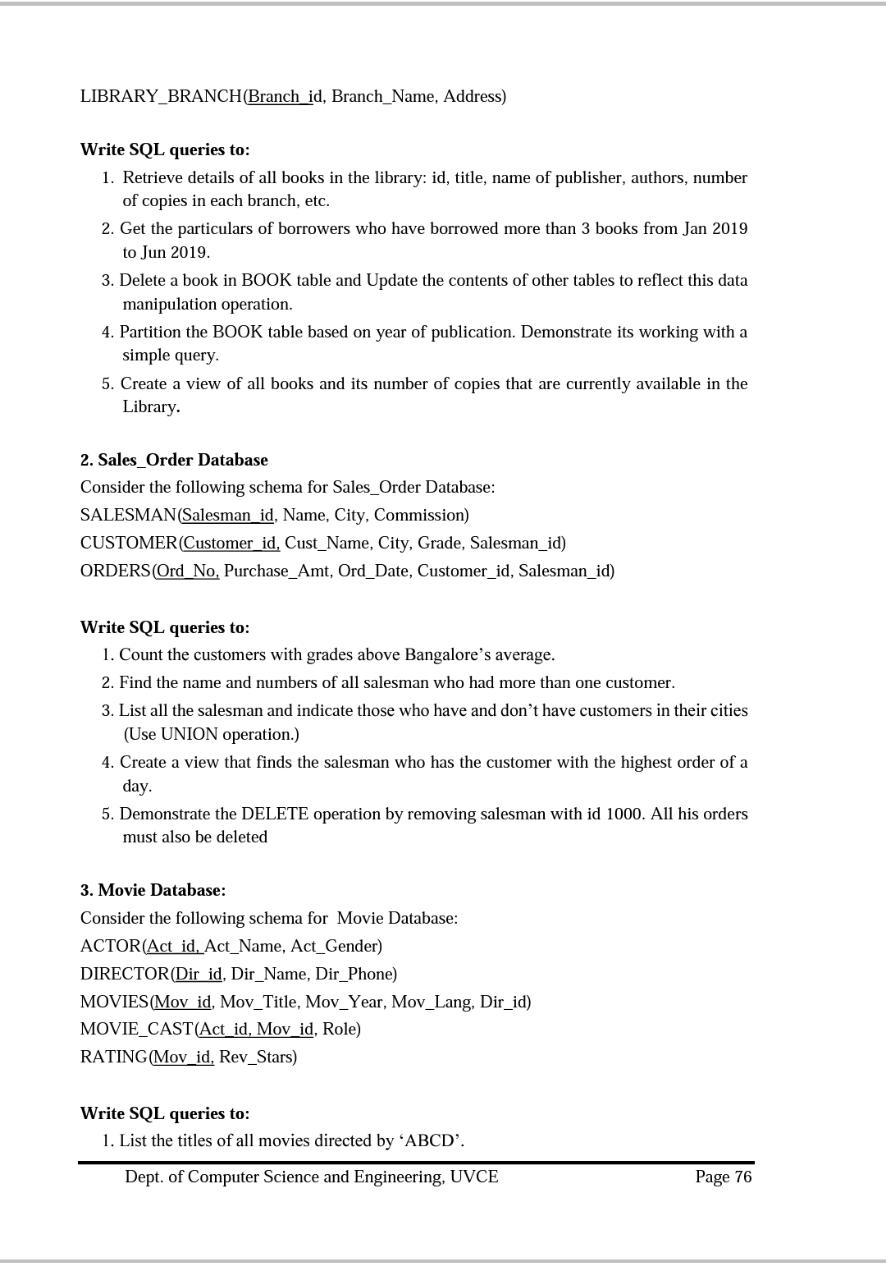 LIBRARY_BRANCH(Branch_id, Branch_Name, Address)
Write SQL queries to:
1. Retrieve details of all books in the library: id, title, name of publisher, authors, number
of copies in each branch, etc.
2. Get the particulars of borrowers who have borrowed more than 3 books from Jan 2019
to Jun 2019.
3. Delete a book in BOOK table and Update the contents of other tables to reflect this data
manipulation operation.
4. Partition the BOOK table based on year of publication. Demonstrate its working with a
simple query.
5. Create a view of all books and its number of copies that are currently available in the
Library.
2. Sales_Order Database
Consider the following schema for Sales_Order Database:
SALESMAN(Salesman_id, Name, City, Commission)
CUSTOMER(Customer_id, Cust_Name, City, Grade, Salesman_id)
ORDERS(Ord_No, Purchase_Amt, Ord_Date, Customer_id, Salesman_id)
Write SQL queries to:
1. Count the customers with grades above Bangalore’s average.
2. Find the name and numbers of all salesman who had more than one customer.
3. List all the salesman and indicate those who have and don’t have customers in their cities
(Use UNION operation.)
4. Create a view that finds the salesman who has the customer with the highest order of a
day.
5. Demonstrate the DELETE operation by removing salesman with id 1000. All his orders
must also be deleted
3. Movie Database:
Consider the following schema for Movie Database:
ACTOR(Act_id, Act_Name, Act_Gender)
DIRECTOR(Dir_id, Dir_Name, Dir_Phone)
MOVIES(Mov_id, Mov_Title, Mov_Year, Mov_Lang, Dir_id)
MOVIE_CAST(Act_id, Mov_id, Role)
RATING(Mov_id, Rev_Stars)
Write SQL queries to:
1. List the titles of all movies directed by ‘ABCD’.
Dept. of Computer Science and Engineering, UVCE Page 76